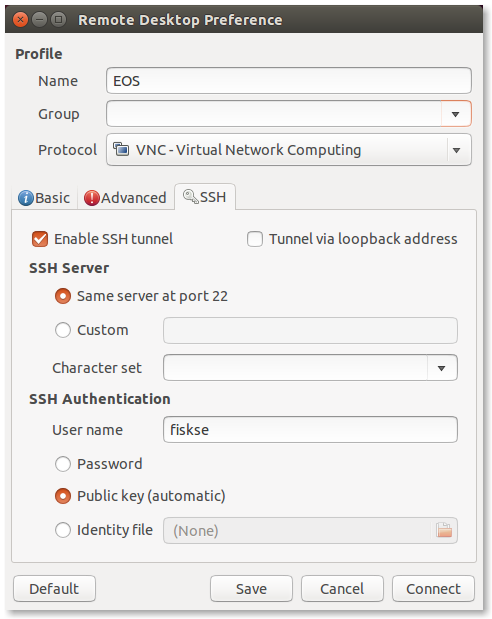 Remote Desktop Preference
Profile
Name EOS
Group
Protocol VNC - Virtual Network Computing
Basic Advanced SSH
Enable SSH tunnel Tunnel via loopback address
SSH Server
Same server at port 22
Custom
Character set
SSH Authentication
User name fiskse
Password
Public key (automatic)
Identity file (None)
Default Save Cancel Connect